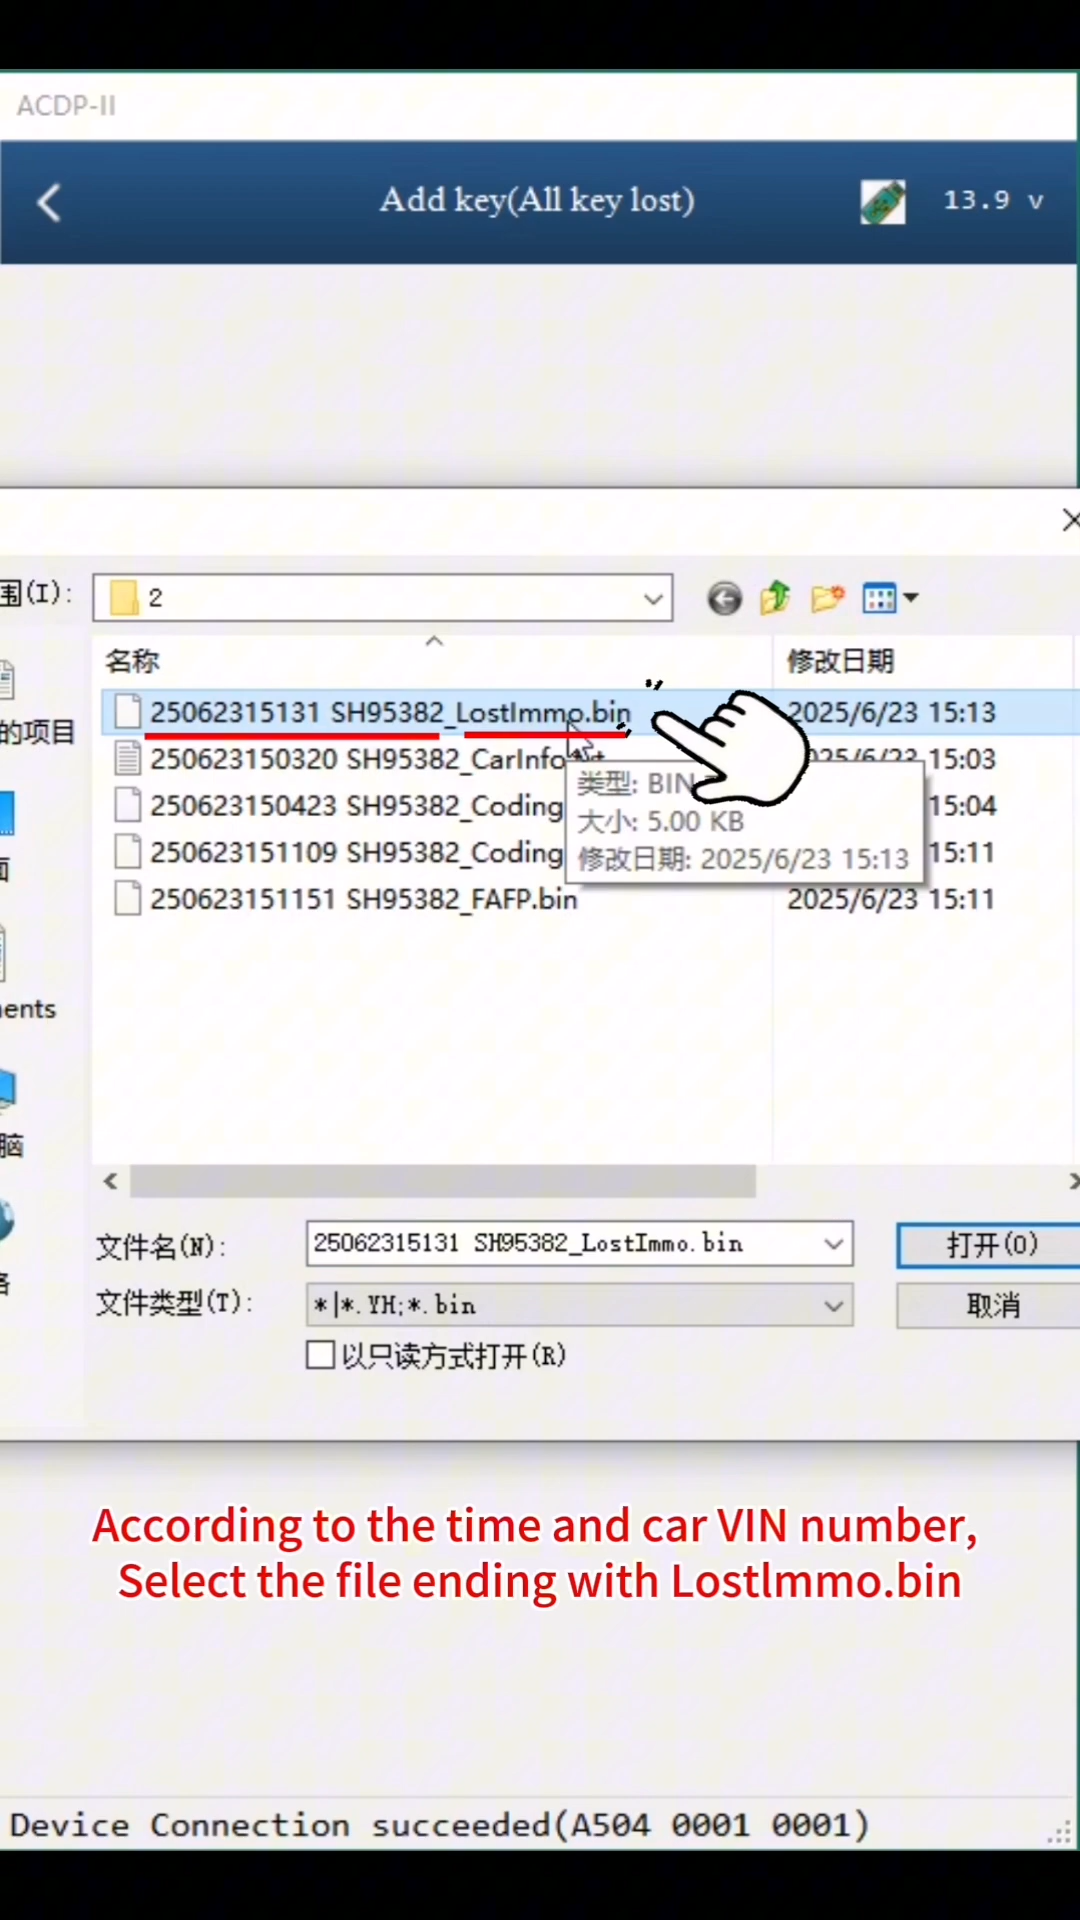 ACDP-II
Add key(All key lost)
13.9 v
围(I):
2
名称
修改日期
25062315131 SH95382_LostImmo.bin
2025/6/23 15:13
的项目
250623150320 SH95382_CarInfo
15:03
类型: BIN
250623150423 SH95382_Coding
15:04
大小: 5.00 KB
250623151109 SH95382_Coding
15:11
修改日期: 2025/6/23 15:13
面
250623151151 SH95382_FAFP.bin
2025/6/23 15:11
ments
脑
络
文件名(N):
25062315131 SH95382_LostImmo.bin
打开(O)
文件类型(T):
*|*.YH;*.bin
取消
以只读方式打开(R)
According to the time and car VIN number,
Select the file ending with Lostlmmo.bin
Device Connection succeeded(A504 0001 0001)